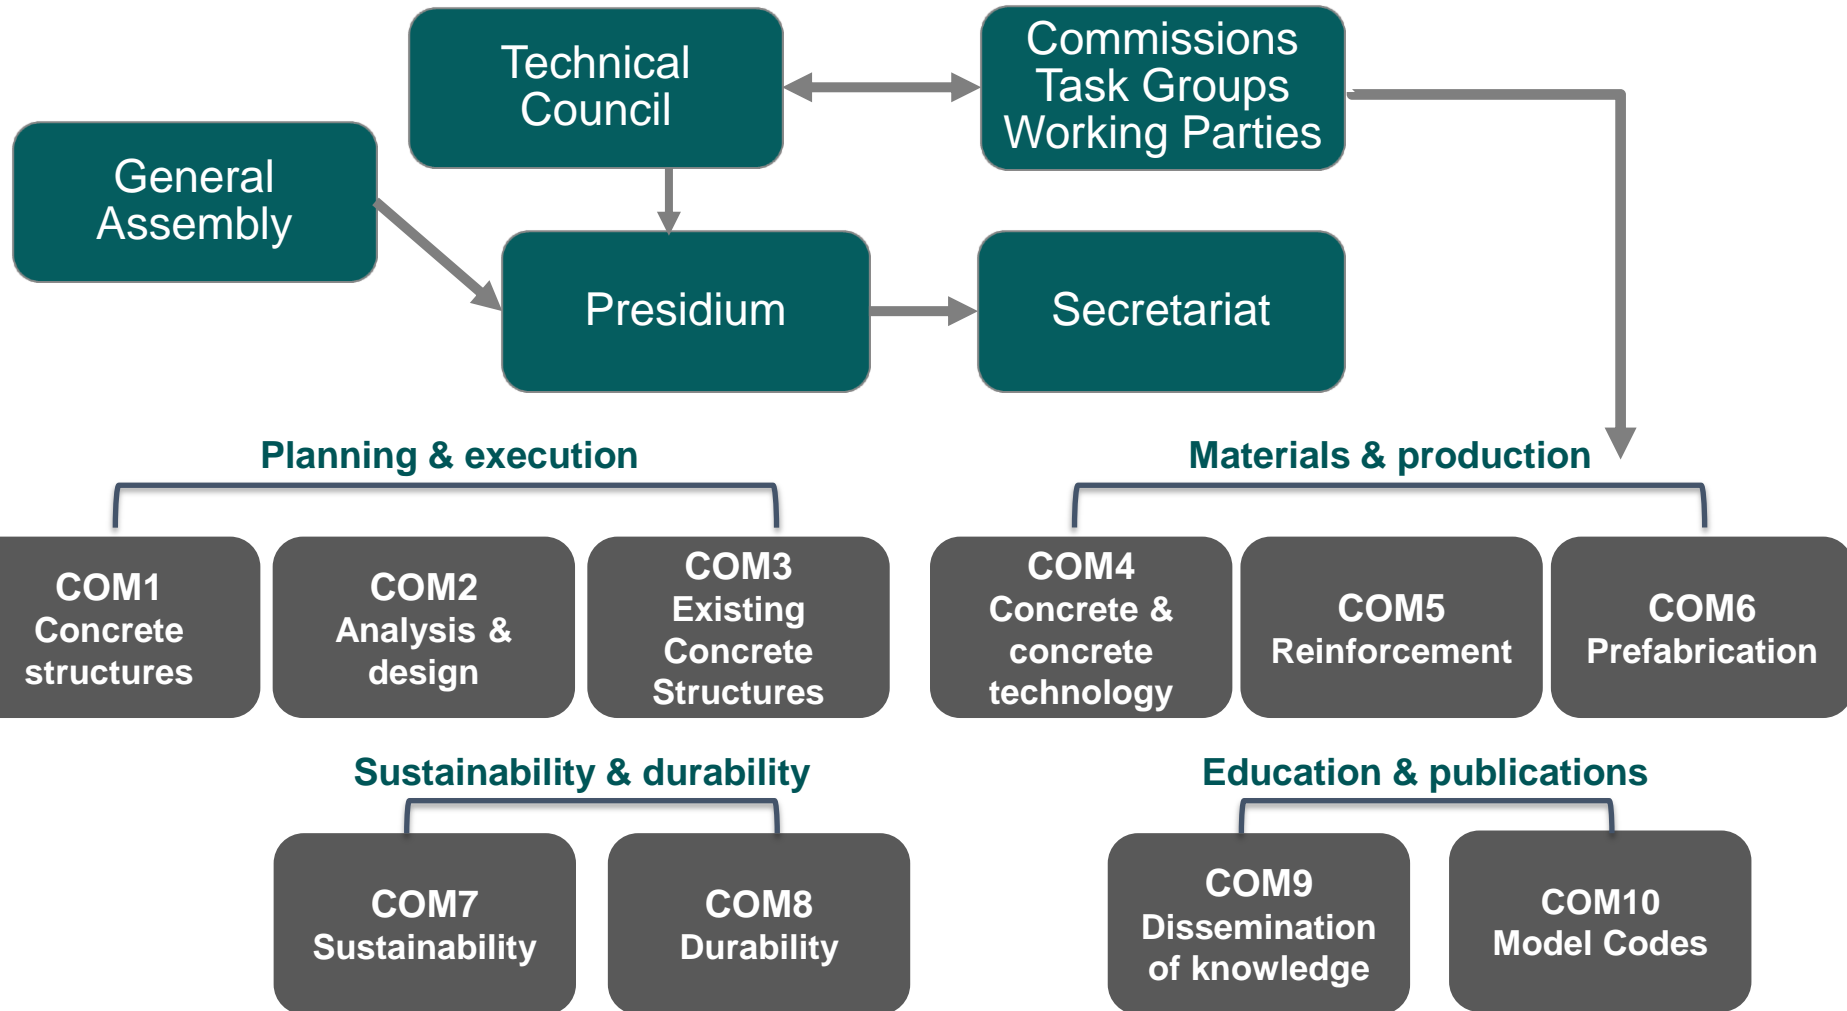 Technical
Council
Commissions
Task Groups
Working Parties
General
Assembly
Presidium
Secretariat
Planning & execution
Materials & production
COM1
Concrete
structures
COM2
Analysis &
design
COM3
Existing
Concrete
Structures
COM4
Concrete &
concrete
technology
COM5
Reinforcement
COM6
Prefabrication
Sustainability & durability
Education & publications
COM7
Sustainability
COM8
Durability
COM9
Dissemination
of knowledge
COM10
Model Codes